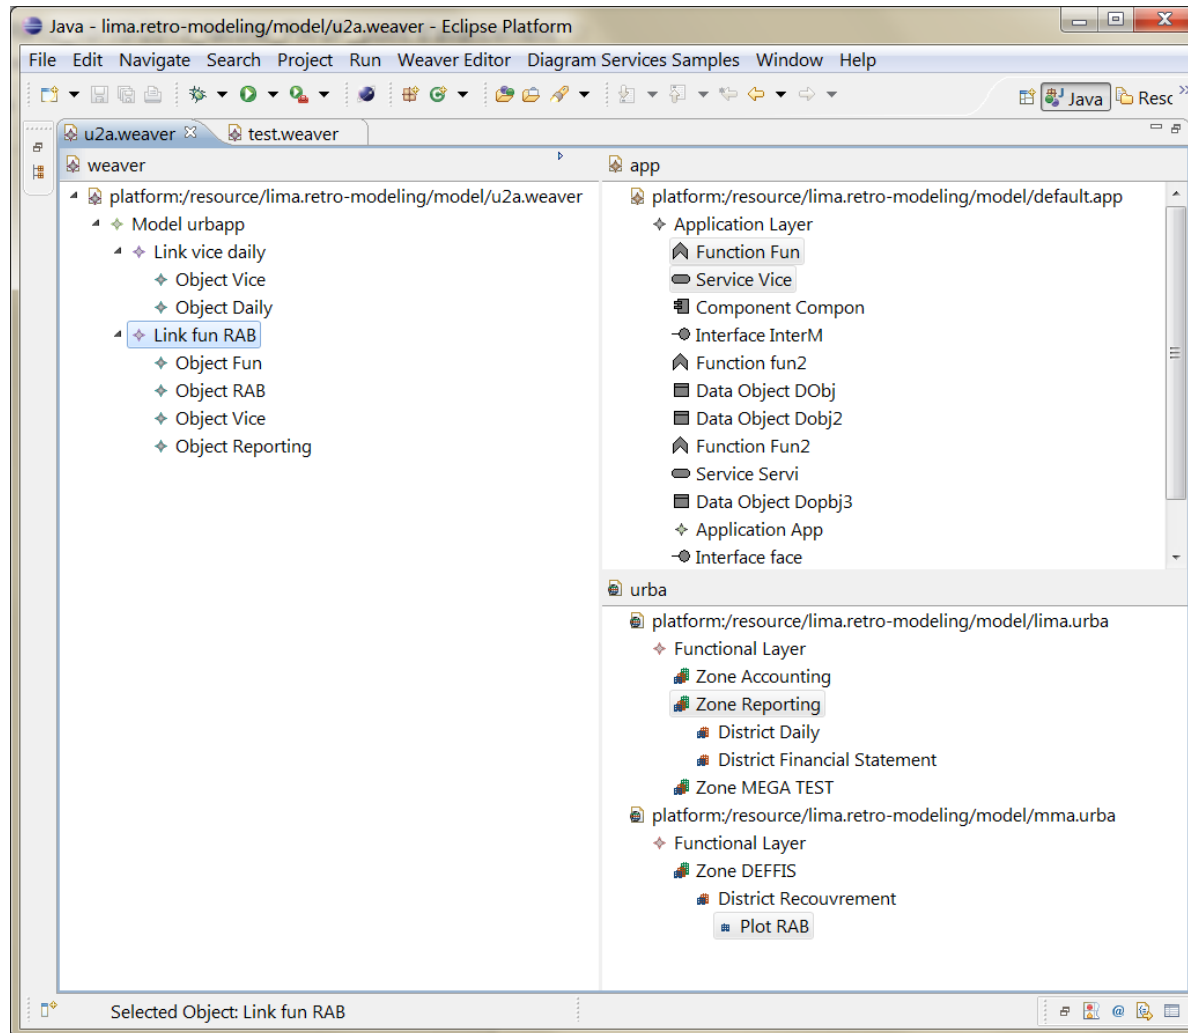 Java - lima.retro-modeling/model/u2a.weaver - Eclipse Platform
File Edit Navigate Search Project Run Weaver Editor Diagram Services Samples Window Help
Java Resc
u2a.weaver test.weaver
weaver
platform:/resource/lima.retro-modeling/model/u2a.weaver
Model urbapp
Link vice daily
Object Vice
Object Daily
Link fun RAB
Object Fun
Object RAB
Object Vice
Object Reporting
app
platform:/resource/lima.retro-modeling/model/default.app
Application Layer
Function Fun
Service Vice
Component Compon
Interface InterM
Function fun2
Data Object DObj
Data Object Dobj2
Function Fun2
Service Servi
Data Object Dopbj3
Application App
Interface face
urba
platform:/resource/lima.retro-modeling/model/lima.urba
Functional Layer
Zone Accounting
Zone Reporting
District Daily
District Financial Statement
Zone MEGA TEST
platform:/resource/lima.retro-modeling/model/mma.urba
Functional Layer
Zone DEFFIS
District Recouvrement
Plot RAB
Selected Object: Link fun RAB